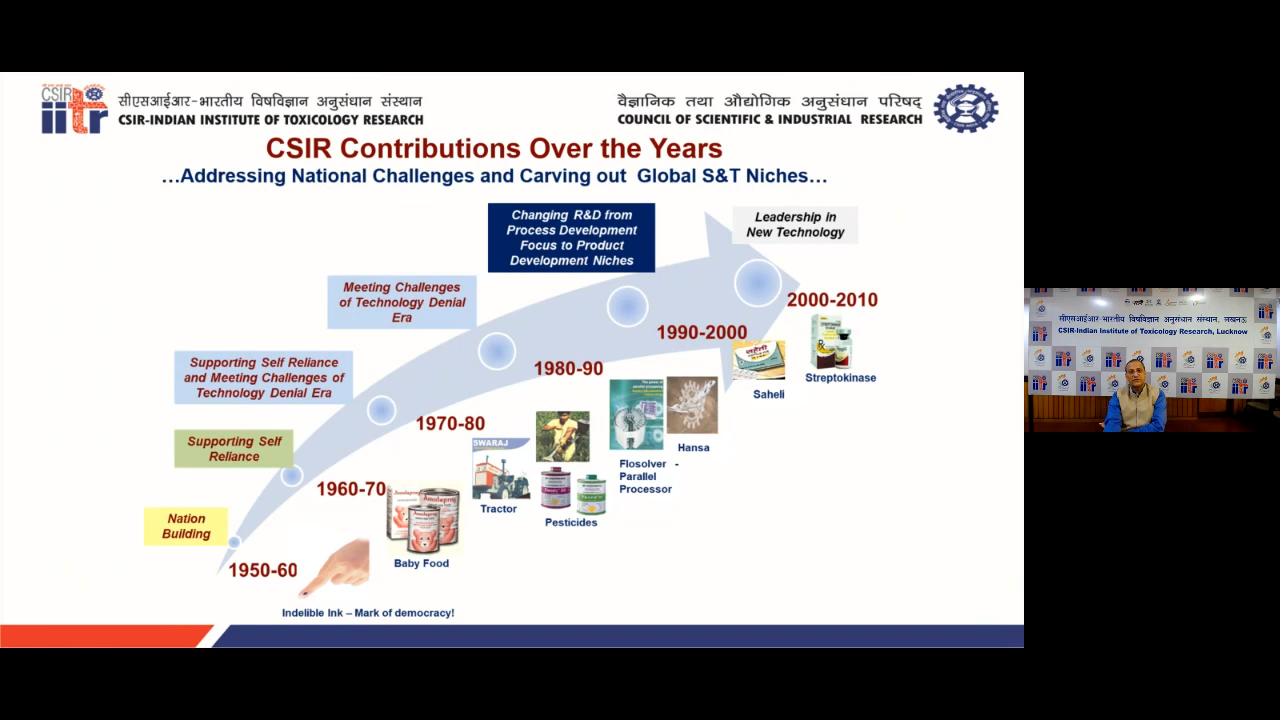 CSIR
iitr
सीएसआईआर-भारतीय विषविज्ञान अनुसंधान संस्थान
CSIR-INDIAN INSTITUTE OF TOXICOLOGY RESEARCH
वैज्ञानिक तथा औद्योगिक अनुसंधान परिषद्
COUNCIL OF SCIENTIFIC & INDUSTRIAL RESEARCH
CSIR Contributions Over the Years
…Addressing National Challenges and Carving out Global S&T Niches…
Changing R&D from
Process Development
Focus to Product
Development Niches
Leadership in
New Technology
Meeting Challenges
of Technology Denial
Era
Supporting Self Reliance
and Meeting Challenges of
Technology Denial Era
Supporting Self
Reliance
Nation
Building
2000-2010
1990-2000
1980-90
1970-80
1960-70
1950-60
Streptokinase
Saheli
Hansa
Flosolver -
Parallel
Processor
SWARAJ
Tractor
Pesticides
Baby Food
Indelible Ink – Mark of democracy!
सीएसआईआर-भारतीय विषविज्ञान अनुसंधान संस्थान, लखनऊ
CSIR-Indian Institute of Toxicology Research, Lucknow